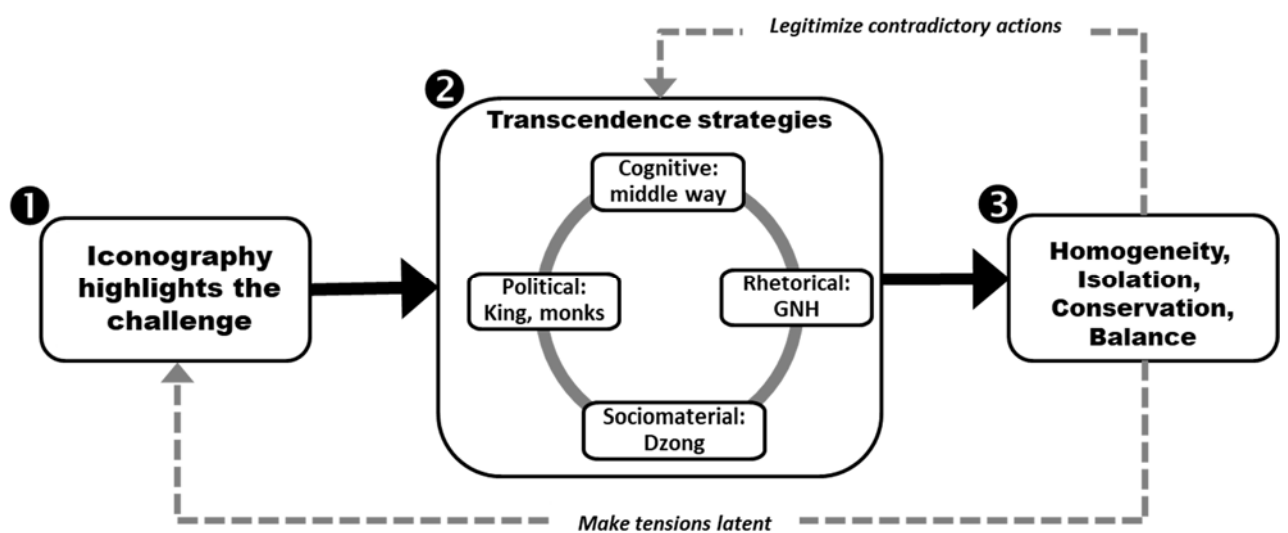 Legitimize contradictory actions
2
Transcendence strategies
Cognitive:
middle way
1
Iconography
highlights the
challenge
Political:
King, monks
Rhetorical:
GNH
Sociomaterial:
Dzong
3
Homogeneity,
Isolation,
Conservation,
Balance
Make tensions latent